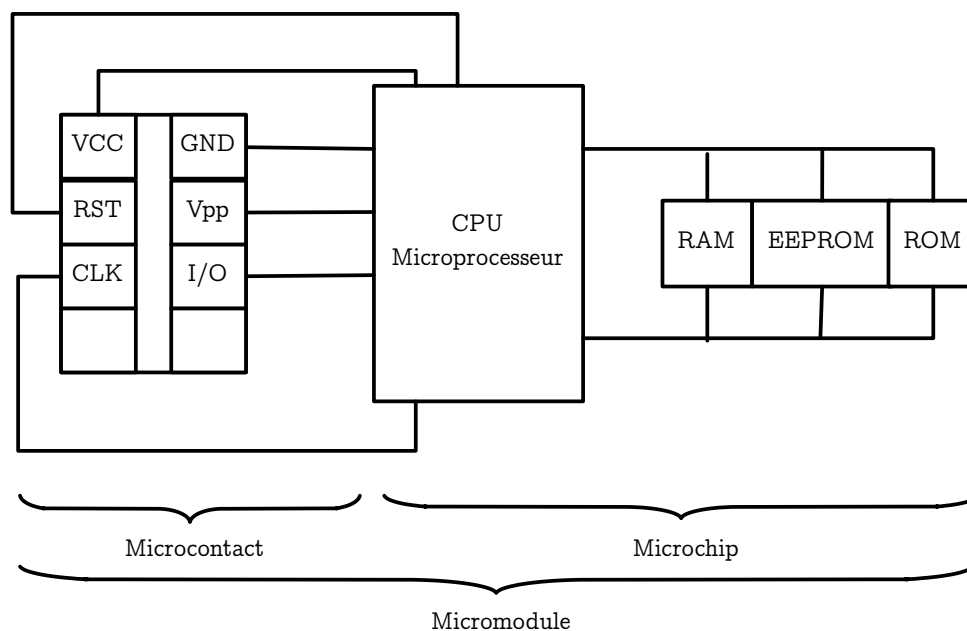 VCC
GND
RST
Vpp
CLK
I/O
CPU
Microprocesseur
RAM
EEPROM
ROM
Microcontact
Microchip
Micromodule